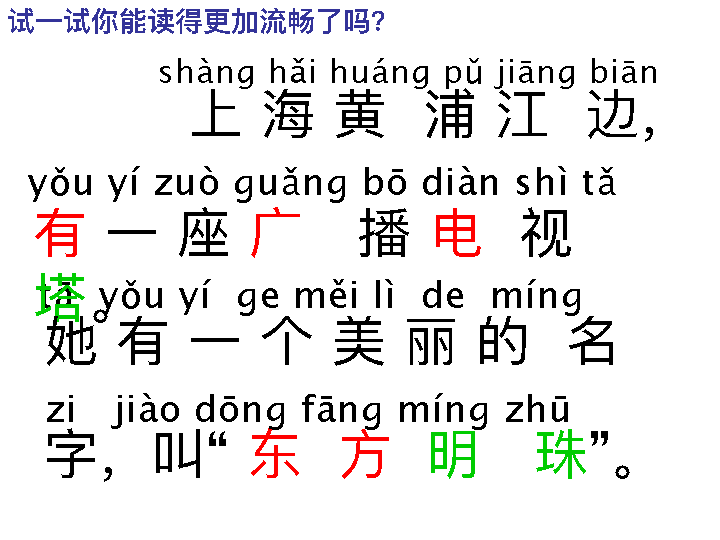 试一试你能读得更加流畅了吗?
shàng hǎi huáng pǔ jiāng biān
上 海 黄 浦 江 边，
yǒu yí zuò guǎng bō diàn shì tǎ
有 一 座 广 播 电 视
塔。
tā yǒu yí ge měi lì de míng
她 有 一 个 美 丽 的 名
zi jiào dōng fāng míng zhū
字，叫“ 东 方 明 珠”。